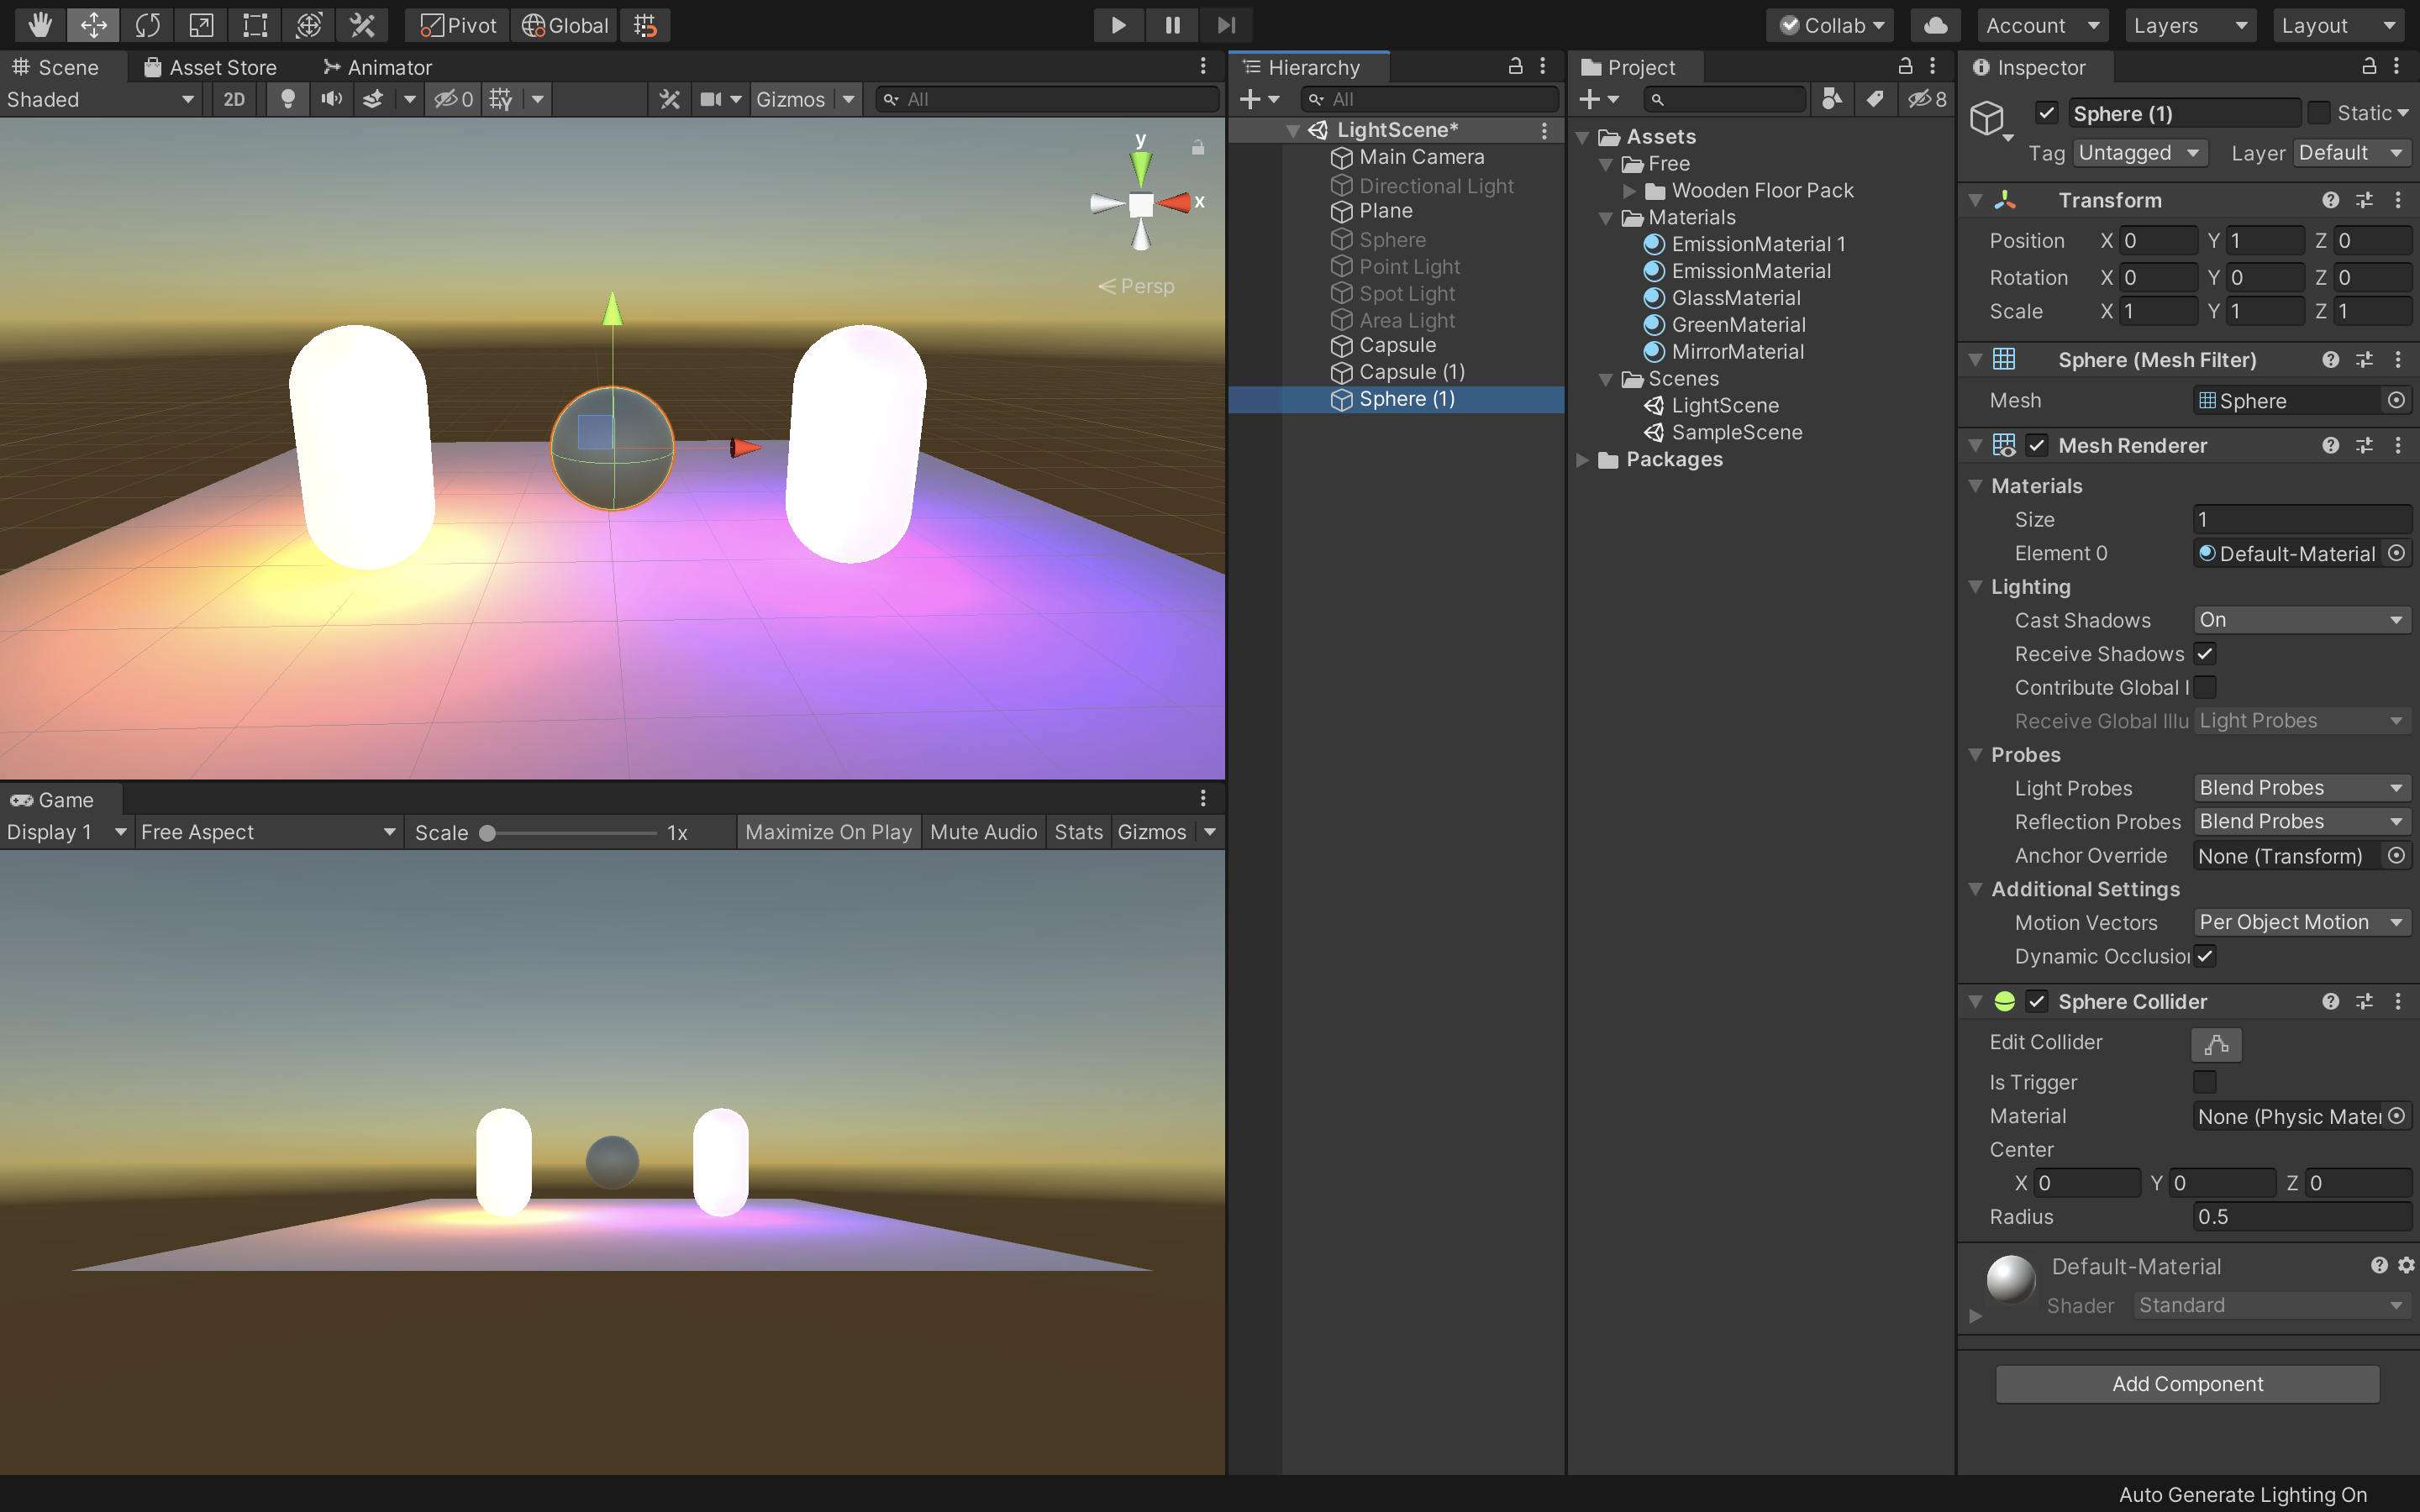 Pivot Global Collab Account Layers Layout
Scene Asset Store Animator
Shaded 2D 0 Gizmos All
y
x
Persp
Game
Display 1 Free Aspect Scale 1x Maximize On Play Mute Audio Stats Gizmos
Hierarchy
All
LightScene*
Main Camera
Directional Light
Plane
Sphere
Point Light
Spot Light
Area Light
Capsule
Capsule (1)
Sphere (1)
Project
8
Assets
Free
Wooden Floor Pack
Materials
EmissionMaterial 1
EmissionMaterial
GlassMaterial
GreenMaterial
MirrorMaterial
Scenes
LightScene
SampleScene
Packages
Inspector
Sphere (1) Static
Tag Untagged Layer Default
Transform
Position X 0 Y 1 Z 0
Rotation X 0 Y 0 Z 0
Scale X 1 Y 1 Z 1
Sphere (Mesh Filter)
Mesh Sphere
Mesh Renderer
Materials
Size 1
Element 0 Default-Material
Lighting
Cast Shadows On
Receive Shadows
Contribute Global I
Receive Global Illu Light Probes
Probes
Light Probes Blend Probes
Reflection Probes Blend Probes
Anchor Override None (Transform)
Additional Settings
Motion Vectors Per Object Motion
Dynamic Occlusion
Sphere Collider
Edit Collider
Is Trigger
Material None (Physic Mater
Center
X 0 Y 0 Z 0
Radius 0.5
Default-Material
Shader Standard
Add Component
Auto Generate Lighting On